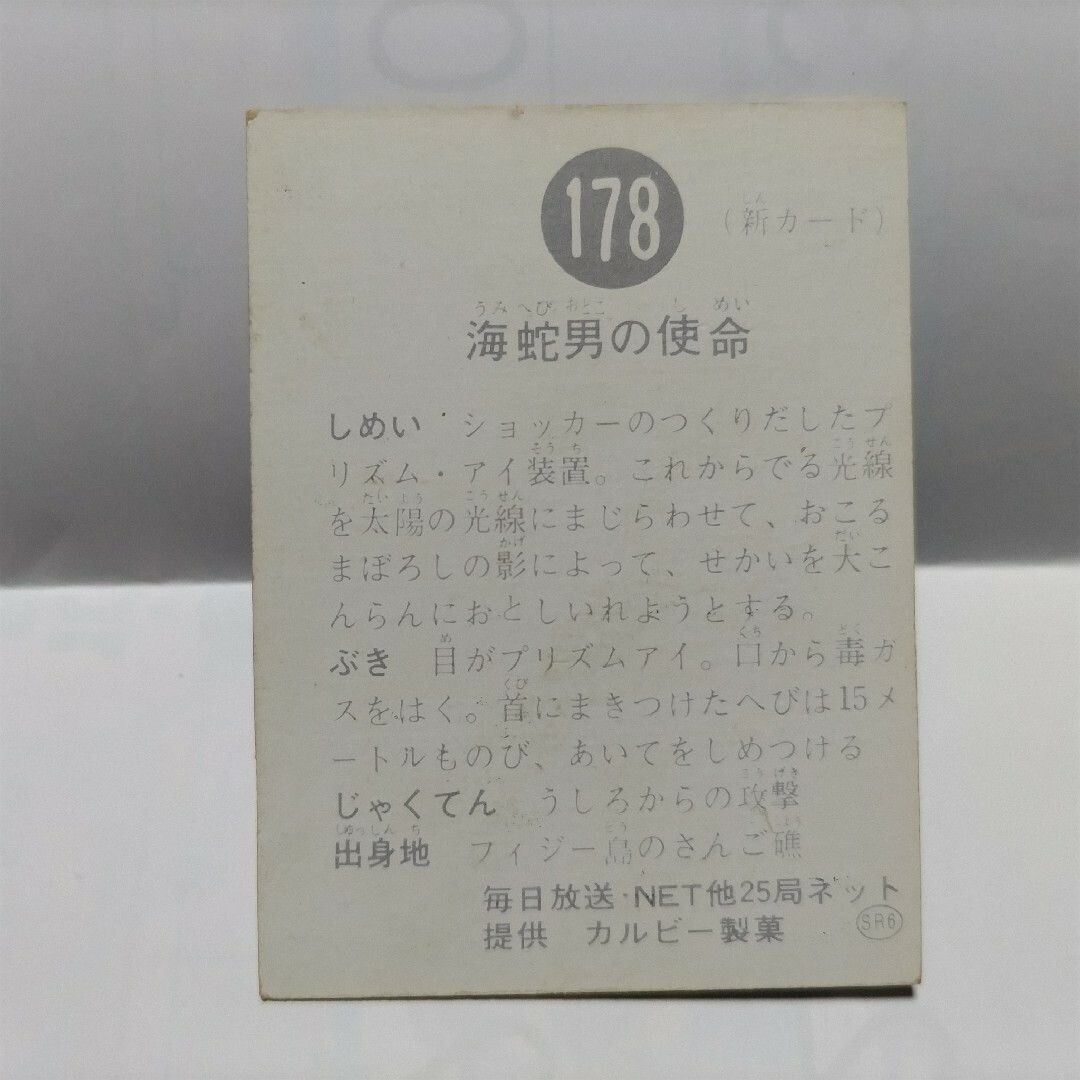 178
(新カード)
海蛇男の使命
しめい ショッカーのつくりだしたプ
リズム・アイ装置。これからでる光線
を太陽の光線にまじらわせて、おこる
まぼろしの影によって、せかいを大こ
んらんにおとしいれようとする。
ぶき 目がプリズムアイ。口から毒ガ
スをはく。首にまきつけたへびは15メ
ートルものび、あいてをしめつける
じゃくてん うしろからの攻撃
出身地 フィジー島のさんご礁
毎日放送・NET他25局ネット
提供 カルビー製菓
SR6